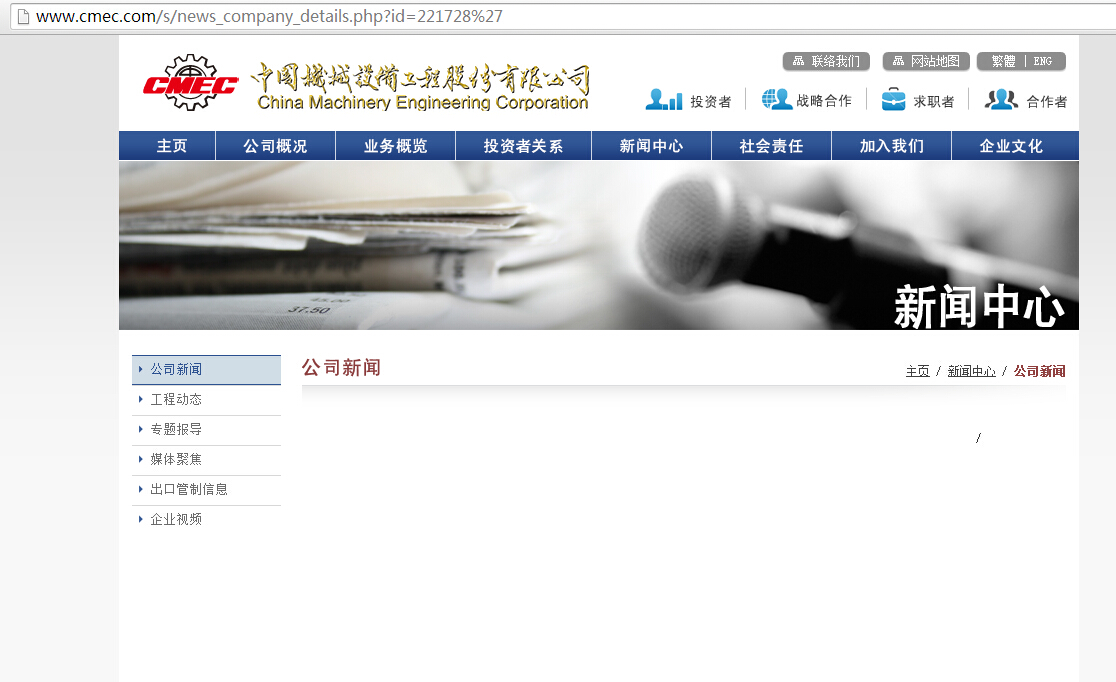 www.cmec.com/s/news_company_details.php?id=221728%27
CMEC
中国機械設備工程股份有限公司
China Machinery Engineering Corporation
联络我们
网站地图
繁體 | ENG
投资者
战略合作
求职者
合作者
主页
公司概况
业务概览
投资者关系
新闻中心
社会责任
加入我们
企业文化
37.50
新闻中心
公司新闻
工程动态
专题报导
媒体聚焦
出口管制信息
企业视频
公司新闻
主页 / 新闻中心 / 公司新闻
/